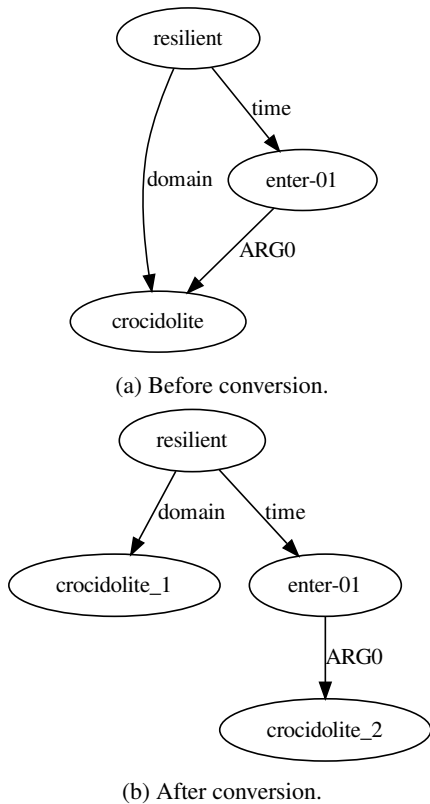 resilient
time
domain
enter-01
ARG0
crocidolite
(a) Before conversion.
resilient
domain
time
crocidolite_1
enter-01
ARG0
crocidolite_2
(b) After conversion.